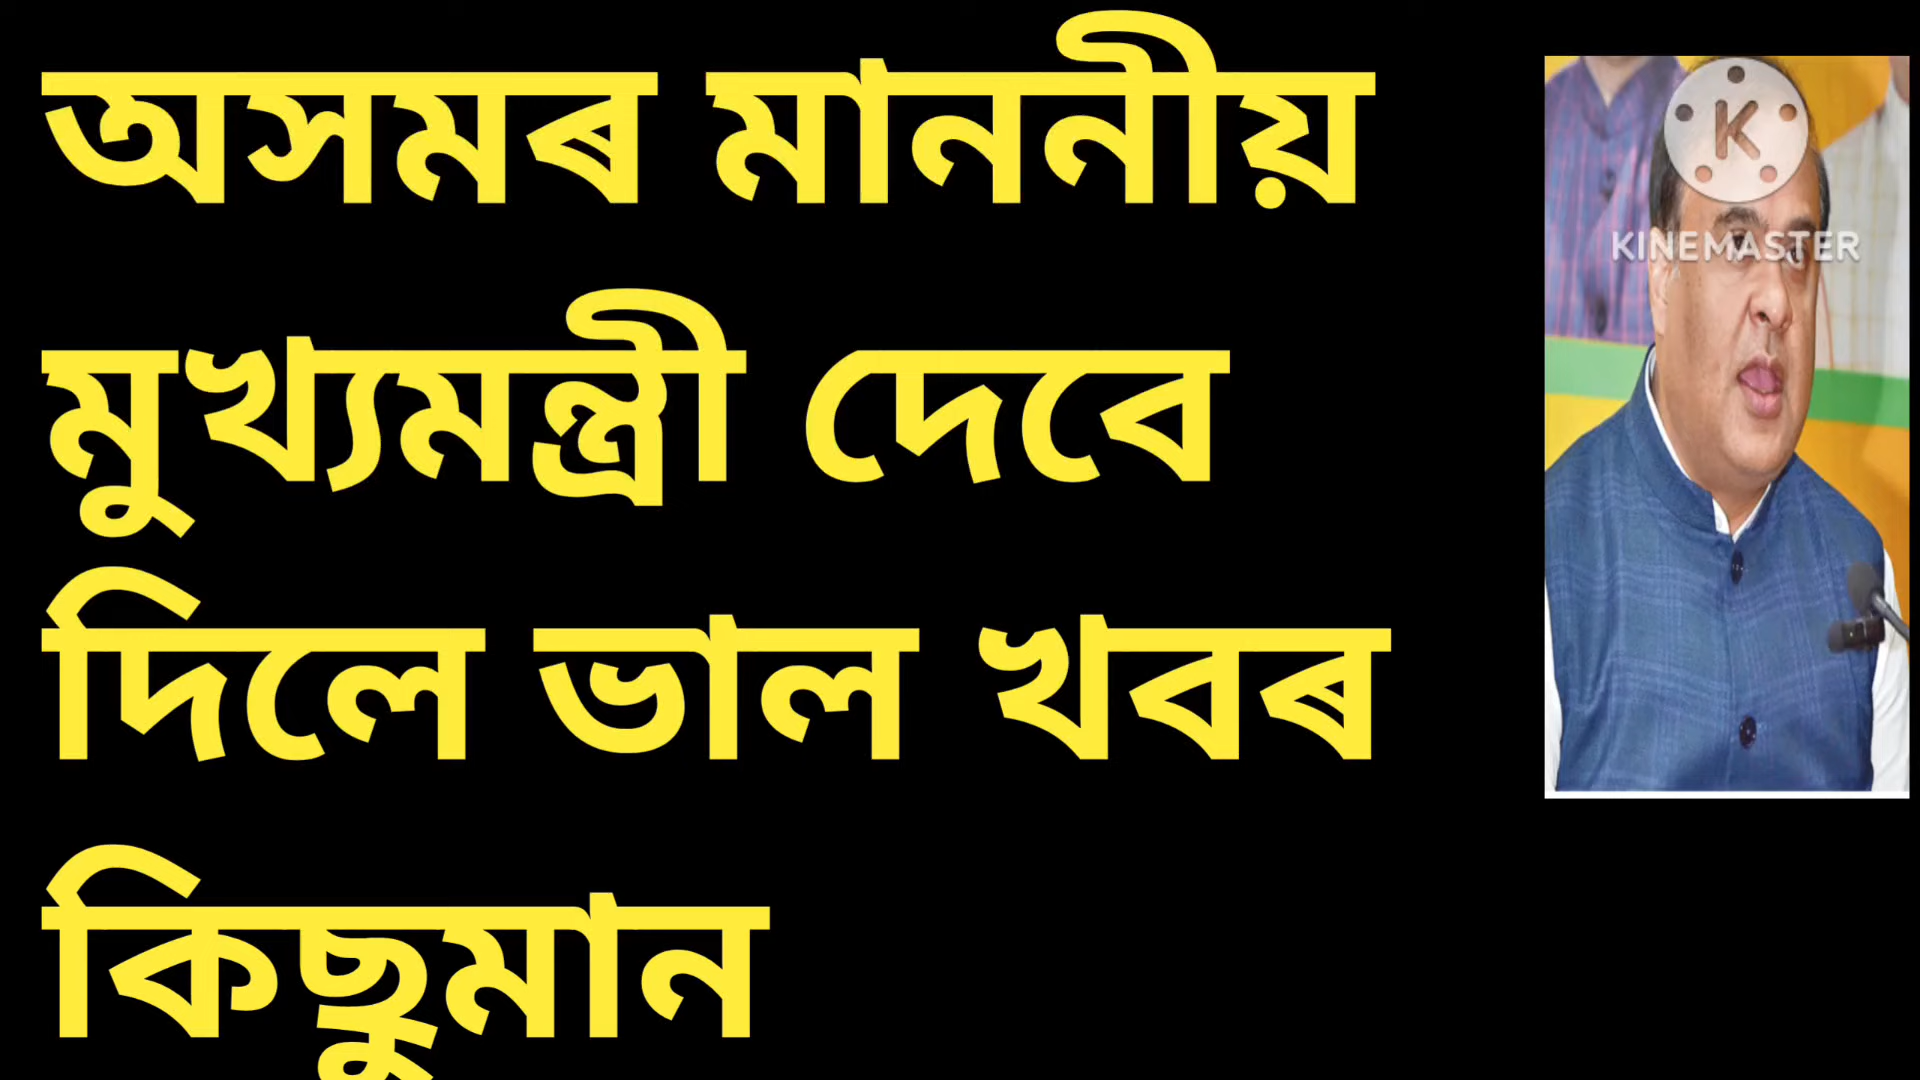 অসমৰ মাননীয়
মুখ্যমন্ত্ৰী দেবে
দিলে ভাল খবৰ
কিছুমান
K
KINEMASTER